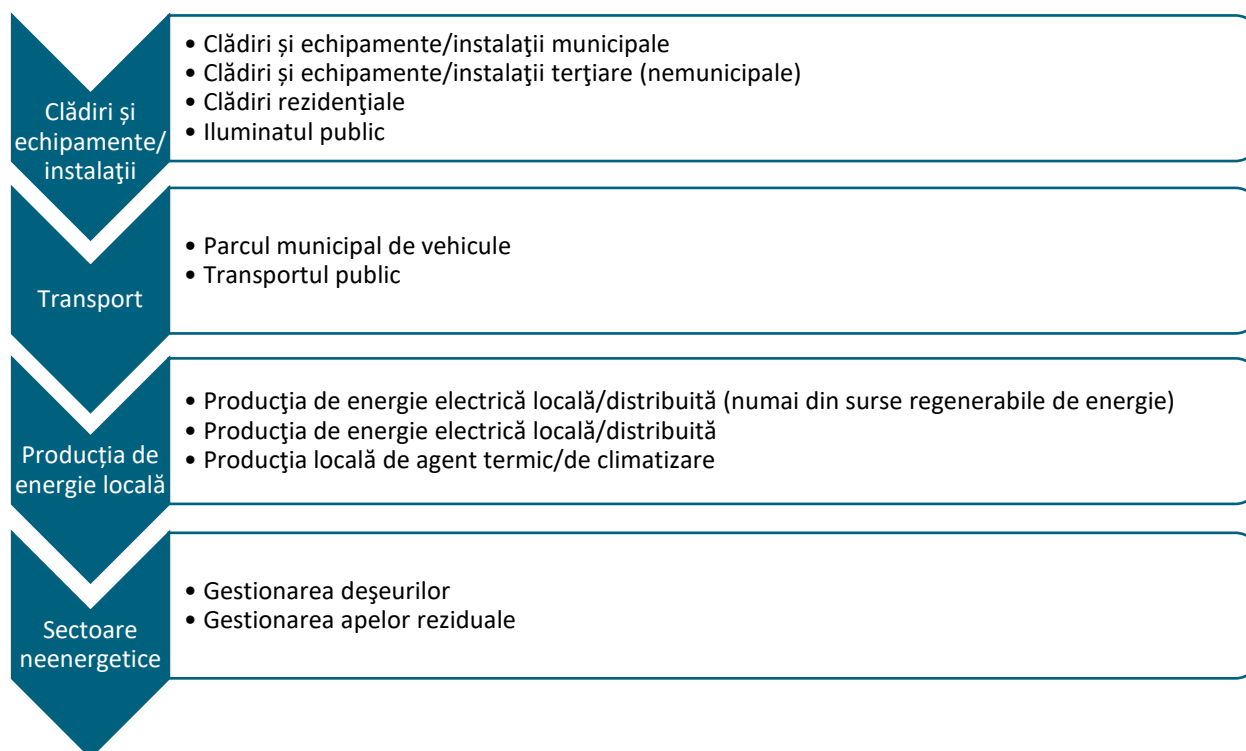 Clădiri și
echipamente/
instalaţii
• Clădiri și echipamente/instalaţii municipale
• Clădiri și echipamente/instalaţii terţiare (nemunicipale)
• Clădiri rezidenţiale
• Iluminatul public
Transport
• Parcul municipal de vehicule
• Transportul public
Producția de
energie locală
• Producţia de energie electrică locală/distribuită (numai din surse regenerabile de energie)
• Producţia de energie electrică locală/distribuită
• Producţia locală de agent termic/de climatizare
Sectoare
neenergetice
• Gestionarea deşeurilor
• Gestionarea apelor reziduale